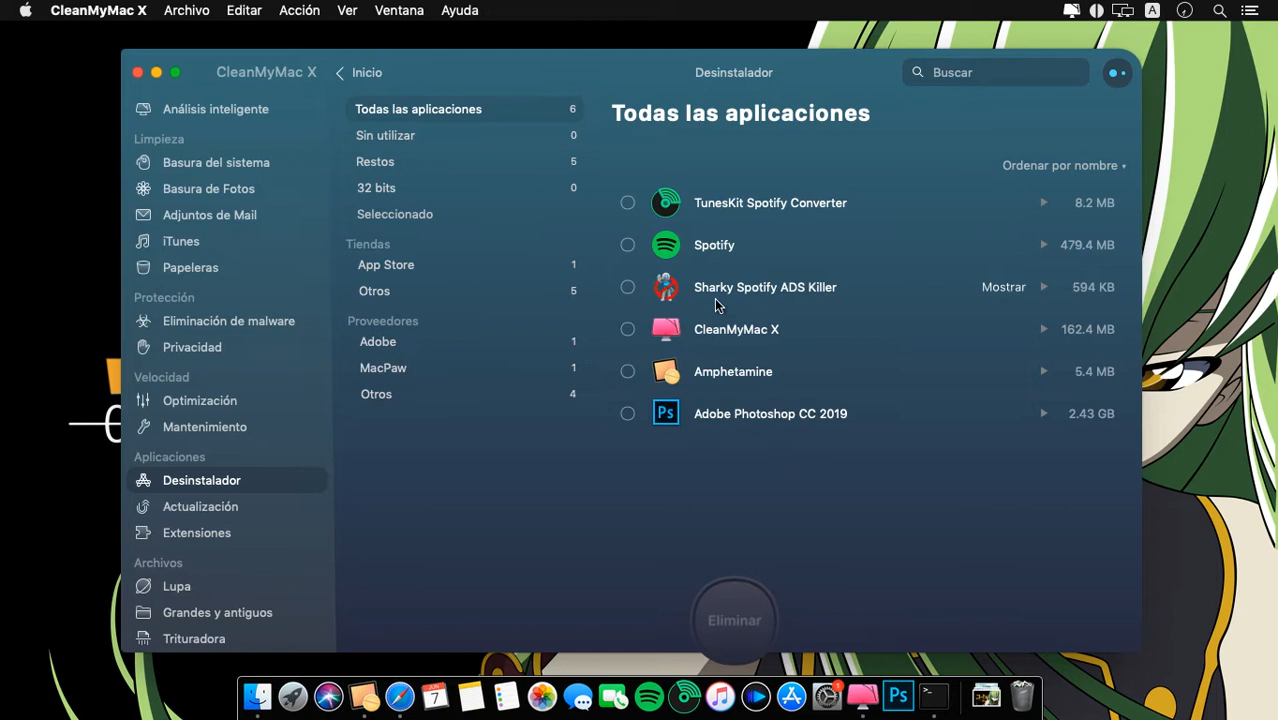 CleanMyMac X Archivo Editar Acción Ver Ventana Ayuda A
CleanMyMac X
Inicio
Desinstalador
Buscar
Análisis inteligente
Limpieza
Basura del sistema
Basura de Fotos
Adjuntos de Mail
iTunes
Papeleras
Protección
Eliminación de malware
Privacidad
Velocidad
Optimización
Mantenimiento
Aplicaciones
Desinstalador
Actualización
Extensiones
Archivos
Lupa
Grandes y antiguos
Trituradora
Todas las aplicaciones 6
Sin utilizar 0
Restos 5
32 bits 0
Seleccionado
Tiendas
App Store 1
Otros 5
Proveedores
Adobe 1
MacPaw 1
Otros 4
Todas las aplicaciones
Ordenar por nombre
TunesKit Spotify Converter 8.2 MB
Spotify 479.4 MB
Sharky Spotify ADS Killer Mostrar 594 KB
CleanMyMac X 162.4 MB
Amphetamine 5.4 MB
Ps Adobe Photoshop CC 2019 2.43 GB
Eliminar
JUN
7
1
Ps